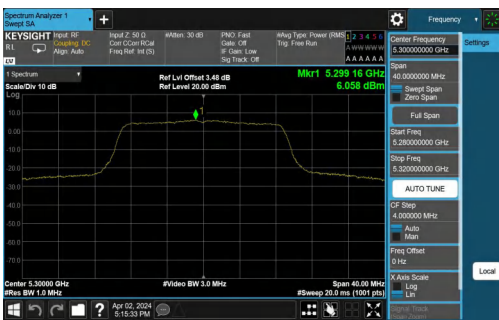 Spectrum Analyzer 1
Swept SA
Frequency
KEYSIGHT
RL
Input: RF
Coupling: DC
Align: Auto
Input Z: 50 Ω
Corr CCorr RCal
Freq Ref: Int (S)
#Atten: 30 dB
PNO: Fast
Gate: Off
IF Gain: Low
Sig Track: Off
#Avg Type: Power (RMS)
Trig: Free Run
1 2 3 4 5 6
A W W W W W
A A A A A A
LW
1 Spectrum
Scale/Div 10 dB
Log
Ref Lvl Offset 3.48 dB
Ref Level 20.00 dBm
Mkr1 5.299 16 GHz
6.058 dBm
1
10.0
0.00
-10.0
-20.0
-30.0
-40.0
-50.0
-60.0
-70.0
Center 5.30000 GHz
#Res BW 1.0 MHz
#Video BW 3.0 MHz
Span 40.00 MHz
#Sweep 20.0 ms (1001 pts)
Center Frequency
5.300000000 GHz
Span
40.0000000 MHz
Swept Span
Zero Span
Full Span
Start Freq
5.280000000 GHz
Stop Freq
5.320000000 GHz
AUTO TUNE
CF Step
4.000000 MHz
Auto
Man
Freq Offset
0 Hz
X Axis Scale
Log
Lin
Signal Track
Settings
Local
?
Apr 02, 2024
5:15:33 PM